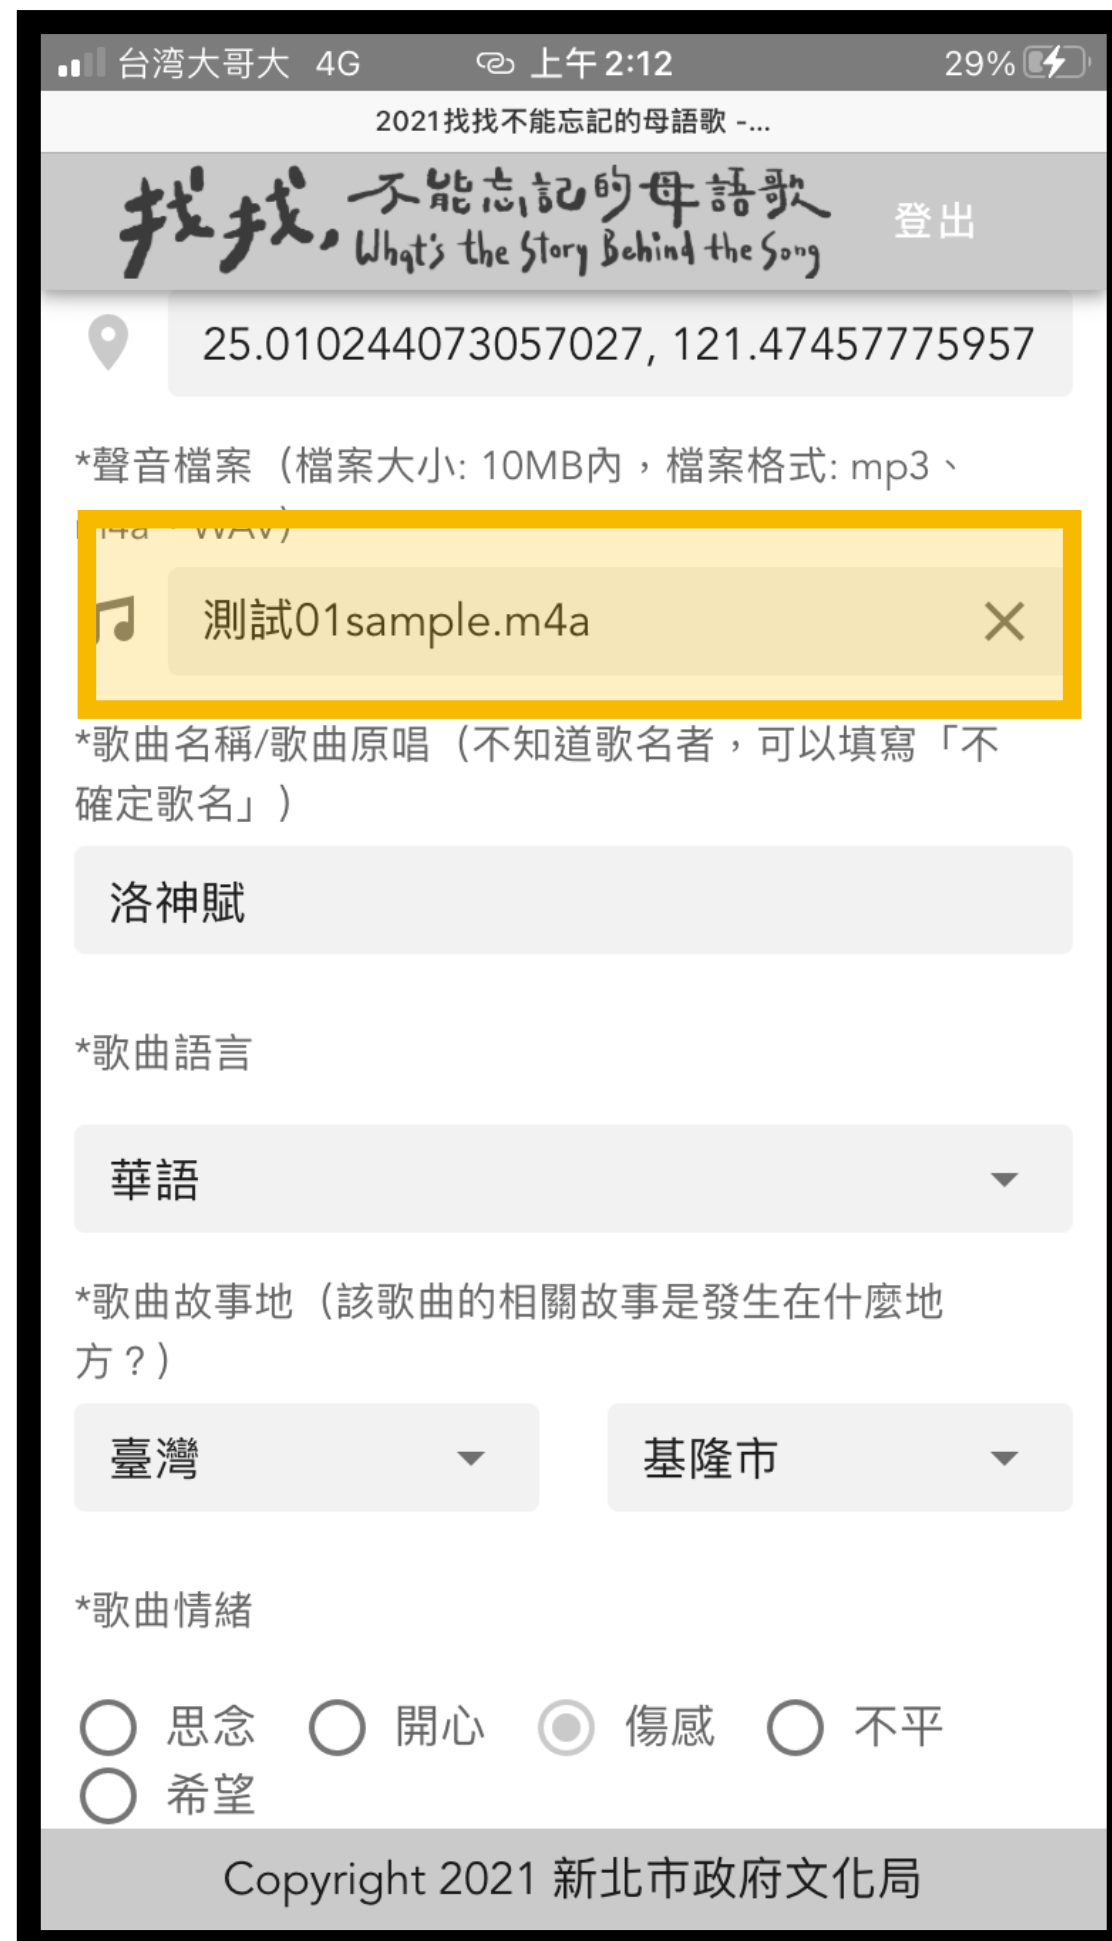 台湾大哥大 4G 上午2:12 29%
2021找找不能忘記的母語歌 -...
找找,不能忘記的母語歌
What's the Story Behind the Song
登出
25.010244073057027, 121.47457775957
*聲音檔案（檔案大小: 10MB內，檔案格式: mp3、
m4a、WAV）
測試01sample.m4a
*歌曲名稱/歌曲原唱（不知道歌名者，可以填寫「不
確定歌名」）
洛神賦
*歌曲語言
華語
*歌曲故事地（該歌曲的相關故事是發生在什麼地
方？）
臺灣 基隆市
*歌曲情緒
思念 開心 傷感 不平
希望
Copyright 2021 新北市政府文化局